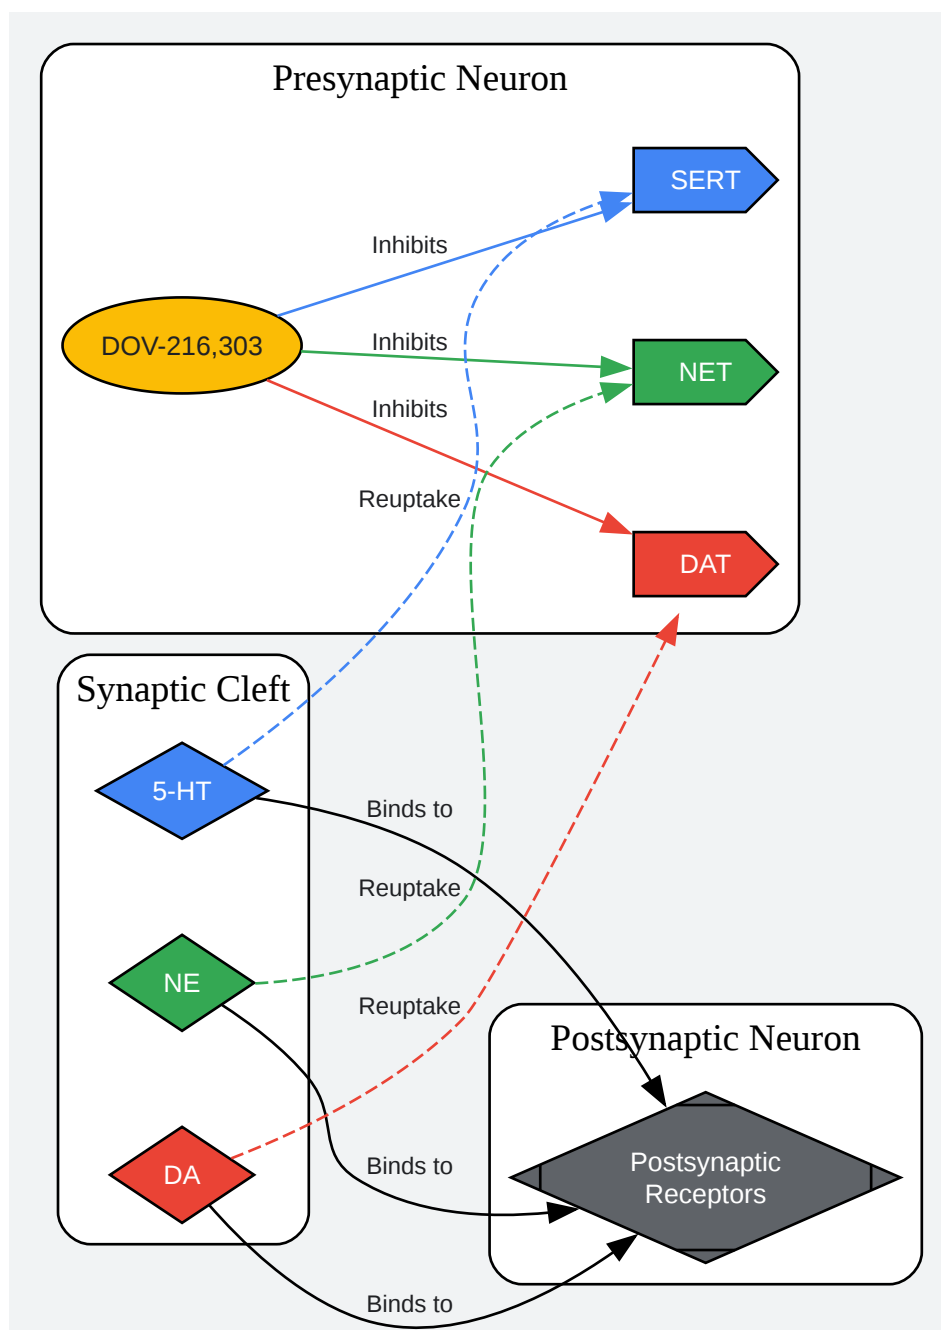 Presynaptic Neuron
SERT
Inhibits
DOV-216,303
Inhibits
NET
Inhibits
Reuptake
DAT
Synaptic Cleft
5-HT
Binds to
Reuptake
NE
Reuptake
Postsynaptic Neuron
Binds to
DA
Postsynaptic
Receptors
Binds to